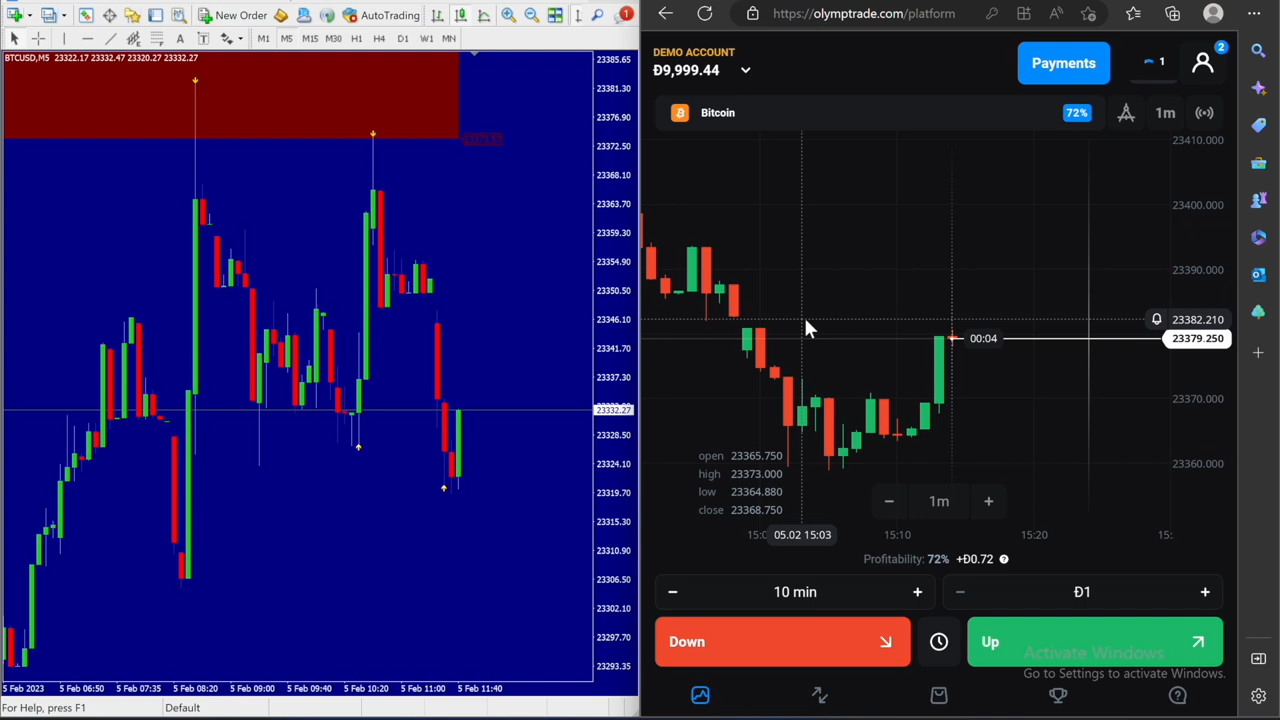 New Order
AutoTrading
1
A
T
M1 M5 M15 M30 H1 H4 D1 W1 MN
BTCUSD,M5 23322.17 23332.47 23320.27 23332.27
23385.65
23381.30
23376.90
23372.50
23368.10
23363.70
23359.30
23354.90
23350.50
23346.10
23341.70
23337.30
23332.27
23328.50
23324.10
23319.70
23315.30
23310.90
23306.50
23302.10
23297.70
23293.35
5 Feb 2023 5 Feb 06:50 5 Feb 07:35 5 Feb 08:20 5 Feb 09:00 5 Feb 09:40 5 Feb 10:20 5 Feb 11:00 5 Feb 11:40
For Help, press F1
Default
https://olymptrade.com/platform
DEMO ACCOUNT
Đ9,999.44
Payments
1
2
Bitcoin
72%
1m
23410.000
23400.000
23390.000
23382.210
23379.250
00:04
23370.000
23360.000
open 23365.750
high 23373.000
low 23364.880
close 23368.750
− 1m +
15:0
05.02 15:03
15:10
15:20
15:
Profitability: 72% +Đ0.72 ?
− 10 min +
− Đ1 +
Down
Up
Activate Windows
Go to Settings to activate Windows.